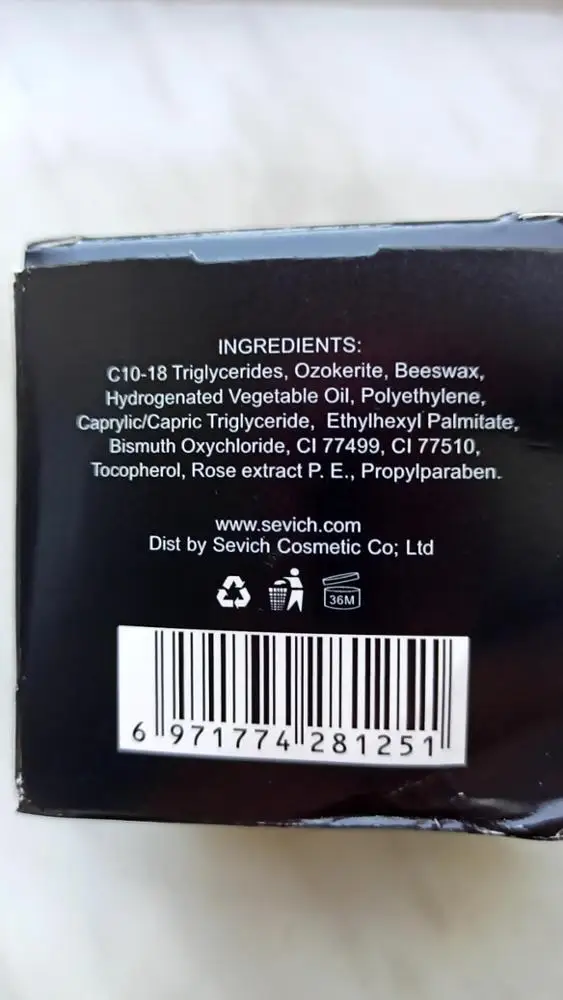 INGREDIENTS:
C10-18 Triglycerides, Ozokerite, Beeswax,
Hydrogenated Vegetable Oil, Polyethylene,
Caprylic/Capric Triglyceride, Ethylhexyl Palmitate,
Bismuth Oxychloride, CI 77499, CI 77510,
Tocopherol, Rose extract P. E., Propylparaben.
www.sevich.com
Dist by Sevich Cosmetic Co; Ltd
36M
6 971774 281251